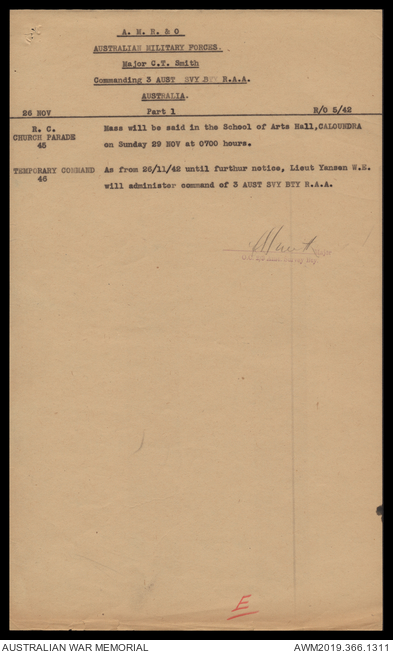 A. M. R. & O
AUSTRALIAN MILITARY FORCES.
Major C.T. Smith
Commanding 3 AUST SVY BTY R.A.A.
AUSTRALIA.
26 NOV Part 1 R/O 5/42
R. C. Mass will be said in the School of Arts Hall,CALOUNDRA
CHURCH PARADE on Sunday 29 NOV at 0700 hours.
45
TEMPORARY COMMAND As from 26/11/42 until furthur notice, Lieut Yansen W.E.
46 will administer command of 3 AUST SVY BTY R.A.A.
Major
E
AUSTRALIAN WAR MEMORIAL AWM2019.366.1311